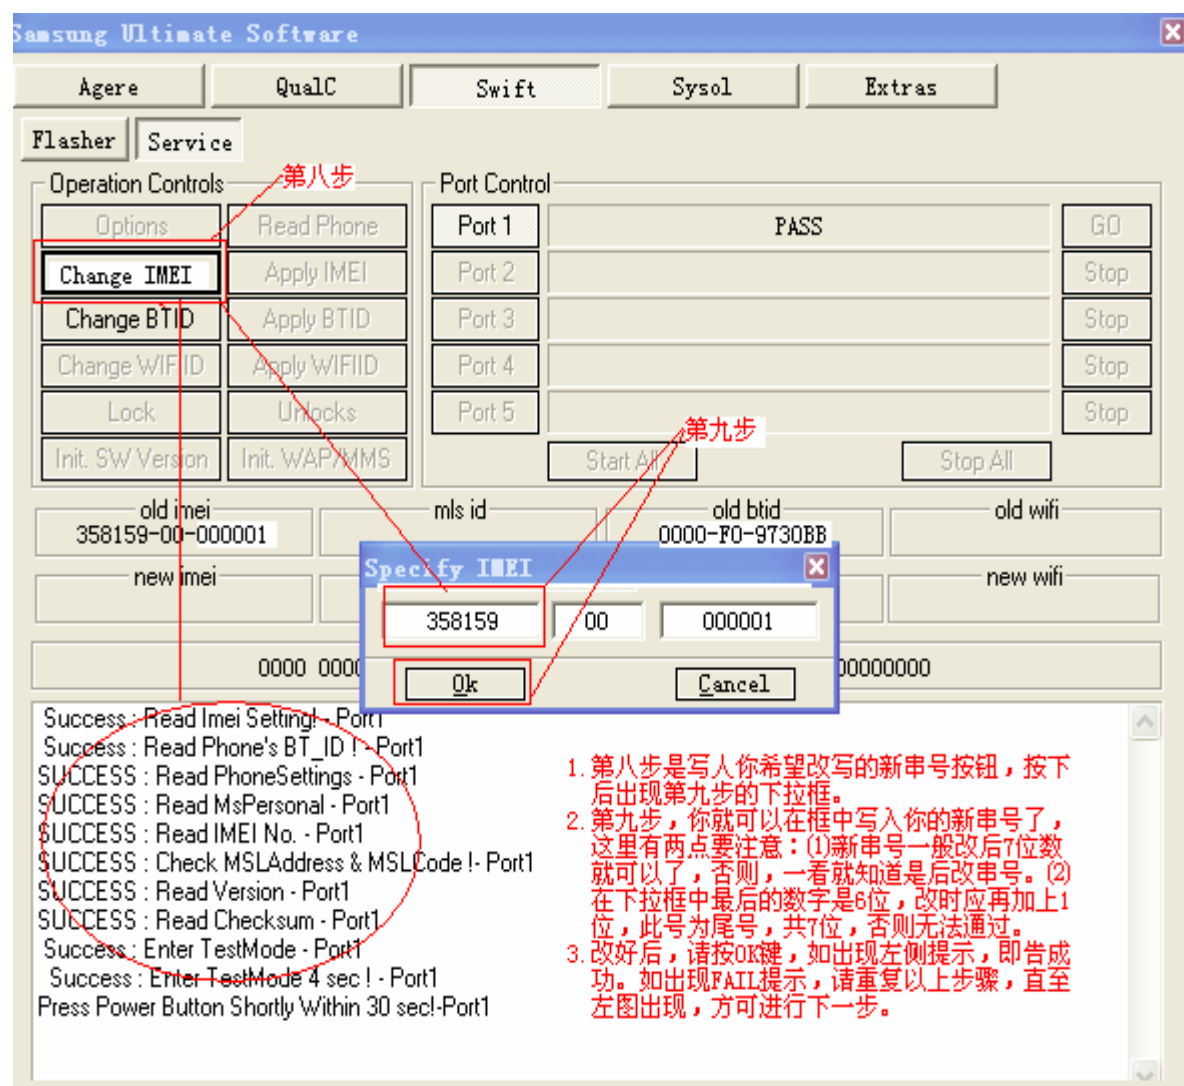 Samsung Ultimate Software
Agere QualC Swift Sysol Extras
Flasher Service
Operation Controls 第八步 Port Control
Options Read Phone Port 1 PASS GO
Change IMEI Apply IMEI Port 2 Stop
Change BTID Apply BTID Port 3 Stop
Change WIFIID Apply WIFIID Port 4 Stop
Lock Unlocks Port 5 Stop
第九步
Init. SW Version Init. WAP/MMS Start All Stop All
old imei mls id old btid old wifi
358159-00-000001 0000-F0-9730BB
new imei new wifi
Specify IMEI
358159 00 000001
Ok Cancel
0000 000 00000000
Success : Read Imei Setting! - Port1
Success : Read Phone's BT_ID ! - Port1
SUCCESS : Read PhoneSettings - Port1
SUCCESS : Read MsPersonal - Port1
SUCCESS : Read IMEI No. - Port1
SUCCESS : Check MSLAddress & MSLCode !- Port1
SUCCESS : Read Version - Port1
SUCCESS : Read Checksum - Port1
Success : Enter TestMode - Port1
Success : Enter TestMode 4 sec ! - Port1
Press Power Button Shortly Within 30 sec!-Port1
1. 第八步是写人你希望改写的新串号按钮，按下
后出现第九步的下拉框。
2. 第九步，你就可以在框中写入你的新串号了，
这里有两点要注意：⑴新串号一般改后7位数
就可以了，否则，一看就知道是后改串号。⑵
在下拉框中最后的数字是6位，改时应再加上1
位，此号为尾号，共7位，否则无法通过。
3. 改好后，请按OK键，如出现左侧提示，即告成
功。如出现FAIL提示，请重复以上步骤，直至
左图出现，方可进行下一步。